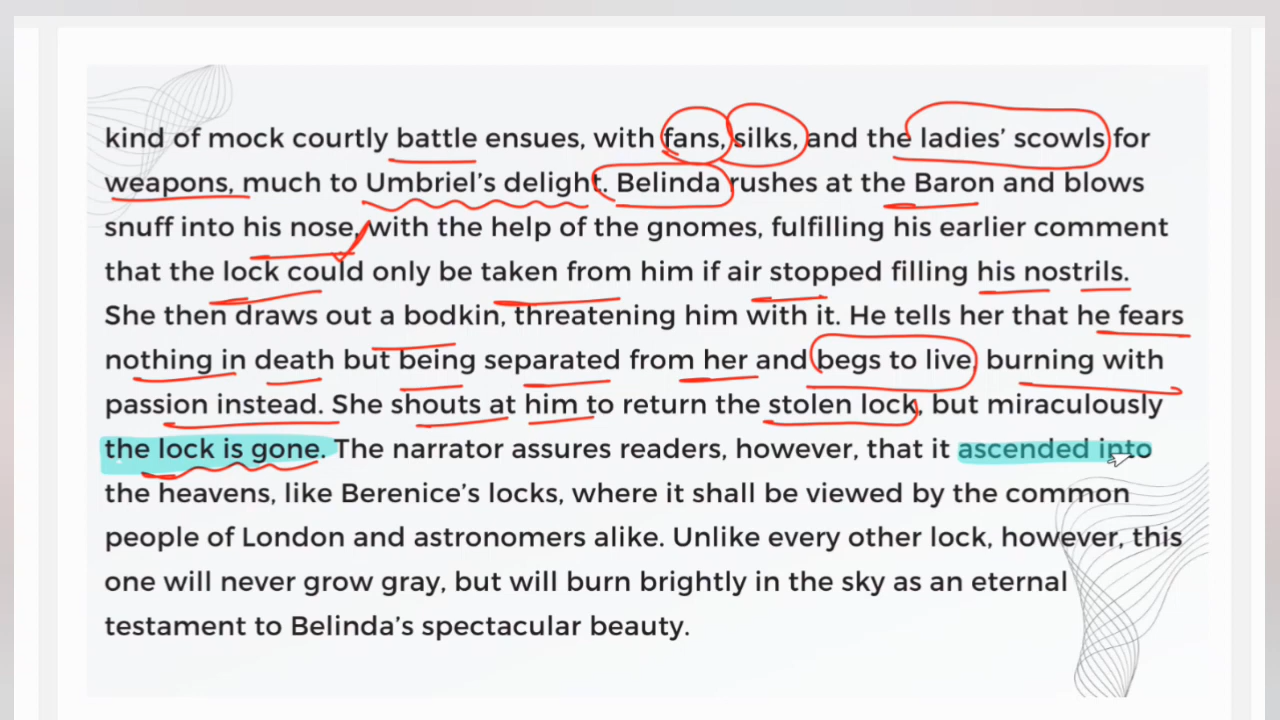 kind of mock courtly battle ensues, with fans, silks, and the ladies' scowls for
weapons, much to Umbriel's delight. Belinda rushes at the Baron and blows
snuff into his nose, with the help of the gnomes, fulfilling his earlier comment
that the lock could only be taken from him if air stopped filling his nostrils.
She then draws out a bodkin, threatening him with it. He tells her that he fears
nothing in death but being separated from her and begs to live, burning with
passion instead. She shouts at him to return the stolen lock, but miraculously
the lock is gone. The narrator assures readers, however, that it ascended into
the heavens, like Berenice's locks, where it shall be viewed by the common
people of London and astronomers alike. Unlike every other lock, however, this
one will never grow gray, but will burn brightly in the sky as an eternal
testament to Belinda's spectacular beauty.